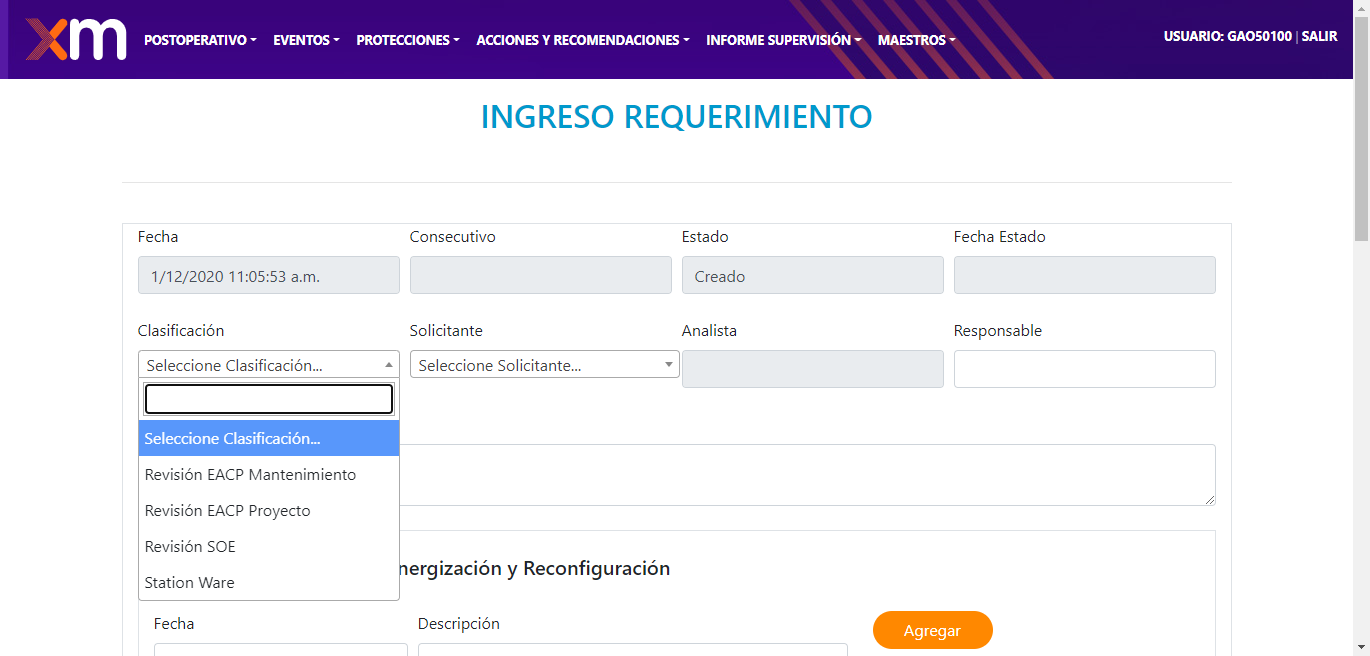 xm
POSTOPERATIVO EVENTOS PROTECCIONES ACCIONES Y RECOMENDACIONES INFORME SUPERVISIÓN MAESTROS USUARIO: GAO50100 | SALIR
INGRESO REQUERIMIENTO
Fecha Consecutivo Estado Fecha Estado
1/12/2020 11:05:53 a.m. Creado
Clasificación Solicitante Analista Responsable
Seleccione Clasificación... Seleccione Solicitante...
Seleccione Clasificación...
Revisión EACP Mantenimiento
Revisión EACP Proyecto
Revisión SOE
nergización y Reconfiguración
Station Ware
Fecha Descripción
Agregar